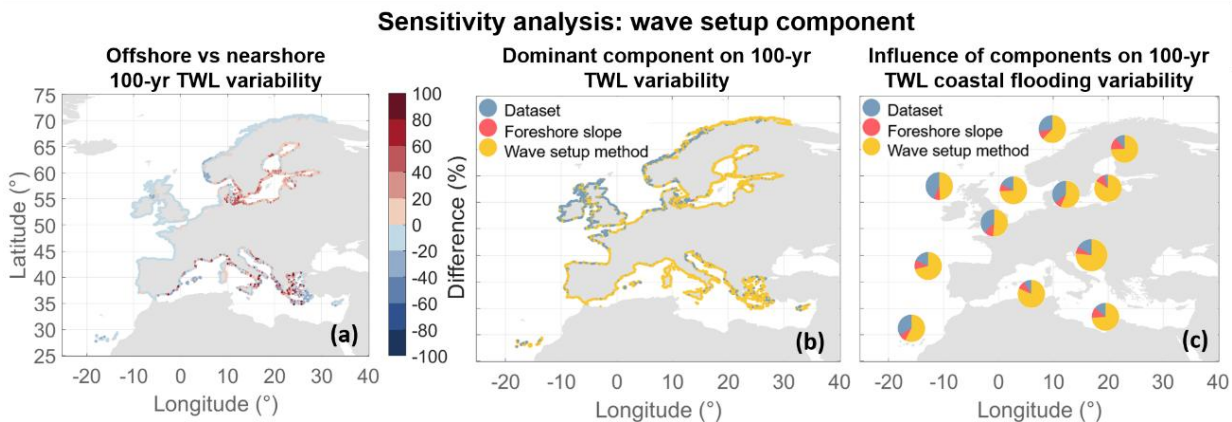 Sensitivity analysis: wave setup component
Offshore vs nearshore
100-yr TWL variability
75
70
65
60
55
50
45
40
35
30
25
Latitude (°)
-20 -10 0 10 20 30 40
Longitude (°)
(a)
100
80
60
40
20
0
-20
-40
-60
-80
-100
Difference (%)
Dominant component on 100-yr
TWL variability
Dataset
Foreshore slope
Wave setup method
(b)
-20 -10 0 10 20 30 40
Longitude (°)
Influence of components on 100-yr
TWL coastal flooding variability
Dataset
Foreshore slope
Wave setup method
(c)
-20 -10 0 10 20 30 40
Longitude (°)